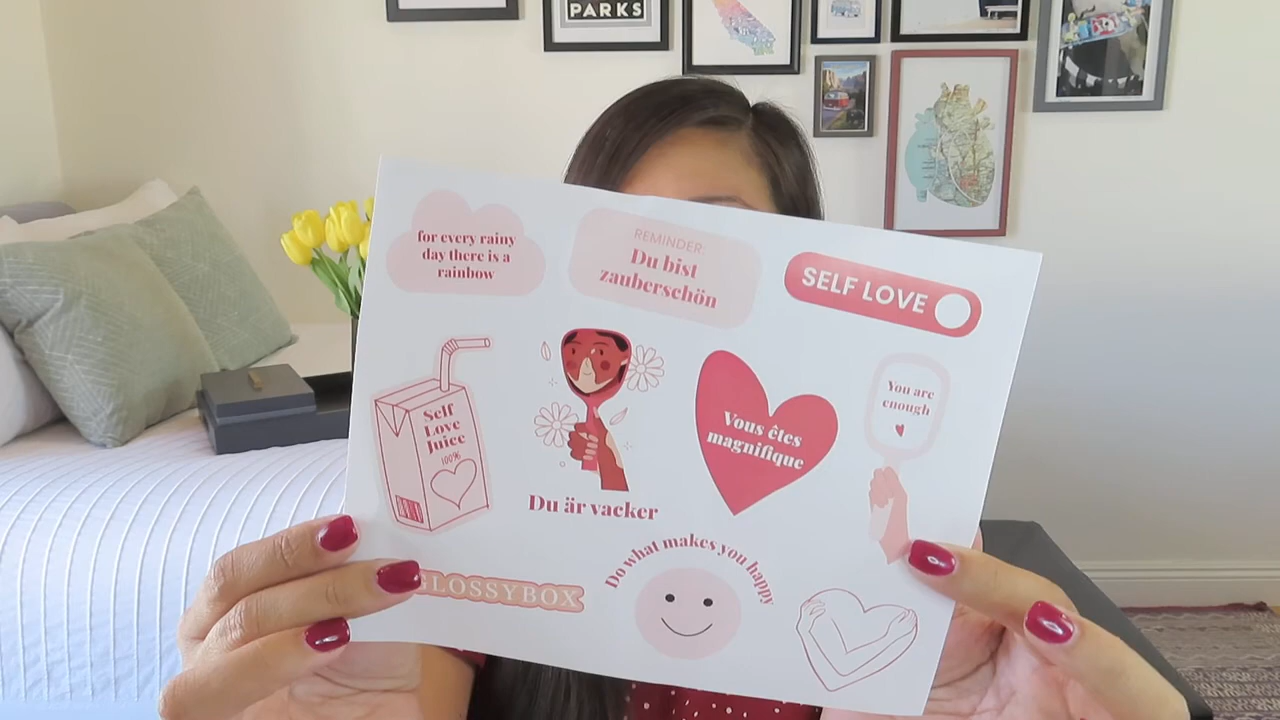 PARKS
for every rainy
day there is a
rainbow
REMINDER:
Du bist
zauberschön
SELF LOVE
Self
Love
Juice
100%
Du är vacker
Vous êtes
magnifique
You are
enough
GLOSSYBOX
Do what makes you happy